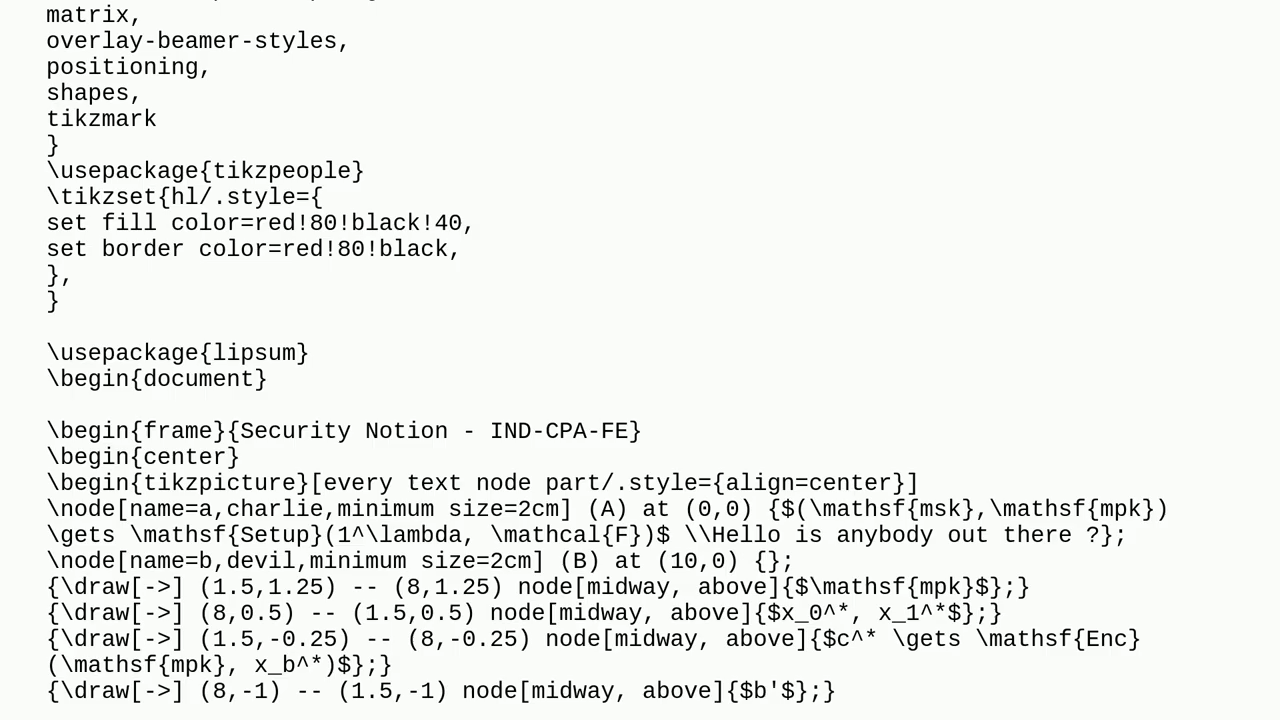 matrix,
overlay-beamer-styles,
positioning,
shapes,
tikzmark
}
\usepackage{tikzpeople}
\tikzset{hl/.style={
set fill color=red!80!black!40,
set border color=red!80!black,
},
}
\usepackage{lipsum}
\begin{document}
\begin{frame}{Security Notion - IND-CPA-FE}
\begin{center}
\begin{tikzpicture}[every text node part/.style={align=center}]
\node[name=a,charlie,minimum size=2cm] (A) at (0,0) {$(\mathsf{msk},\mathsf{mpk})
\gets \mathsf{Setup}(1^\lambda, \mathcal{F})$ \\Hello is anybody out there ?};
\node[name=b,devil,minimum size=2cm] (B) at (10,0) {};
{\draw[->] (1.5,1.25) -- (8,1.25) node[midway, above]{$\mathsf{mpk}$};}
{\draw[->] (8,0.5) -- (1.5,0.5) node[midway, above]{$x_0^*, x_1^*$};}
{\draw[->] (1.5,-0.25) -- (8,-0.25) node[midway, above]{$c^* \gets \mathsf{Enc}
(\mathsf{mpk}, x_b^*)$};}
{\draw[->] (8,-1) -- (1.5,-1) node[midway, above]{$b'$};}